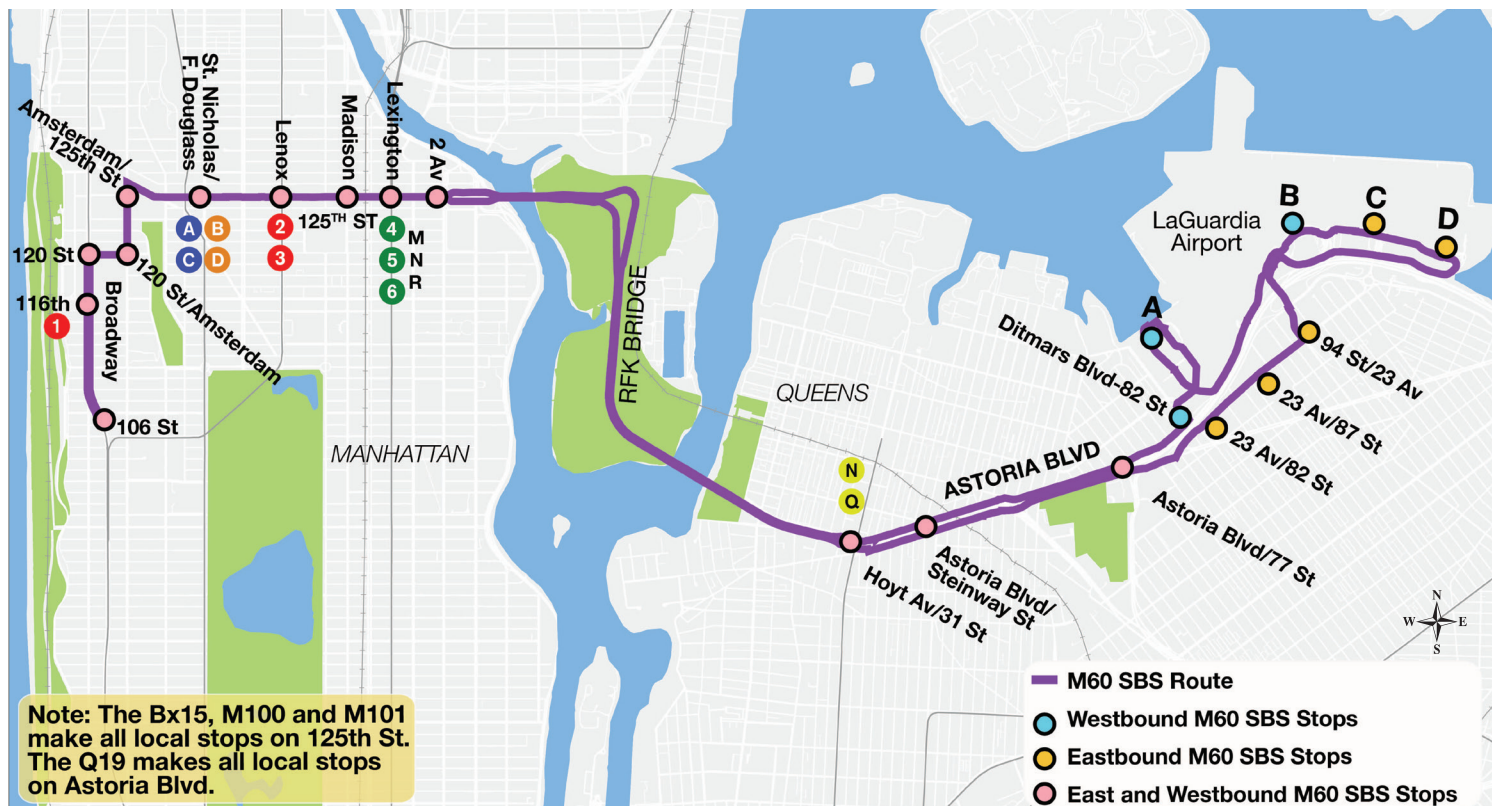 Amsterdam/
125th St
St. Nicholas/
F. Douglass
Lenox
Madison
Lexington
2 Av
125TH ST
A B
C D
2
3
4
5
6
M
N
R
120 St
120 St/Amsterdam
116th
1
Broadway
106 St
MANHATTAN
RFK BRIDGE
QUEENS
N
Q
Hoyt Av/31 St
Astoria Blvd/
Steinway St
ASTORIA BLVD
Astoria Blvd/77 St
Ditmars Blvd-82 St
23 Av/82 St
23 Av/87 St
94 St/23 Av
LaGuardia
Airport
A
B
C
D
N
W E
S
Note: The Bx15, M100 and M101
make all local stops on 125th St.
The Q19 makes all local stops
on Astoria Blvd.
M60 SBS Route
Westbound M60 SBS Stops
Eastbound M60 SBS Stops
East and Westbound M60 SBS Stops